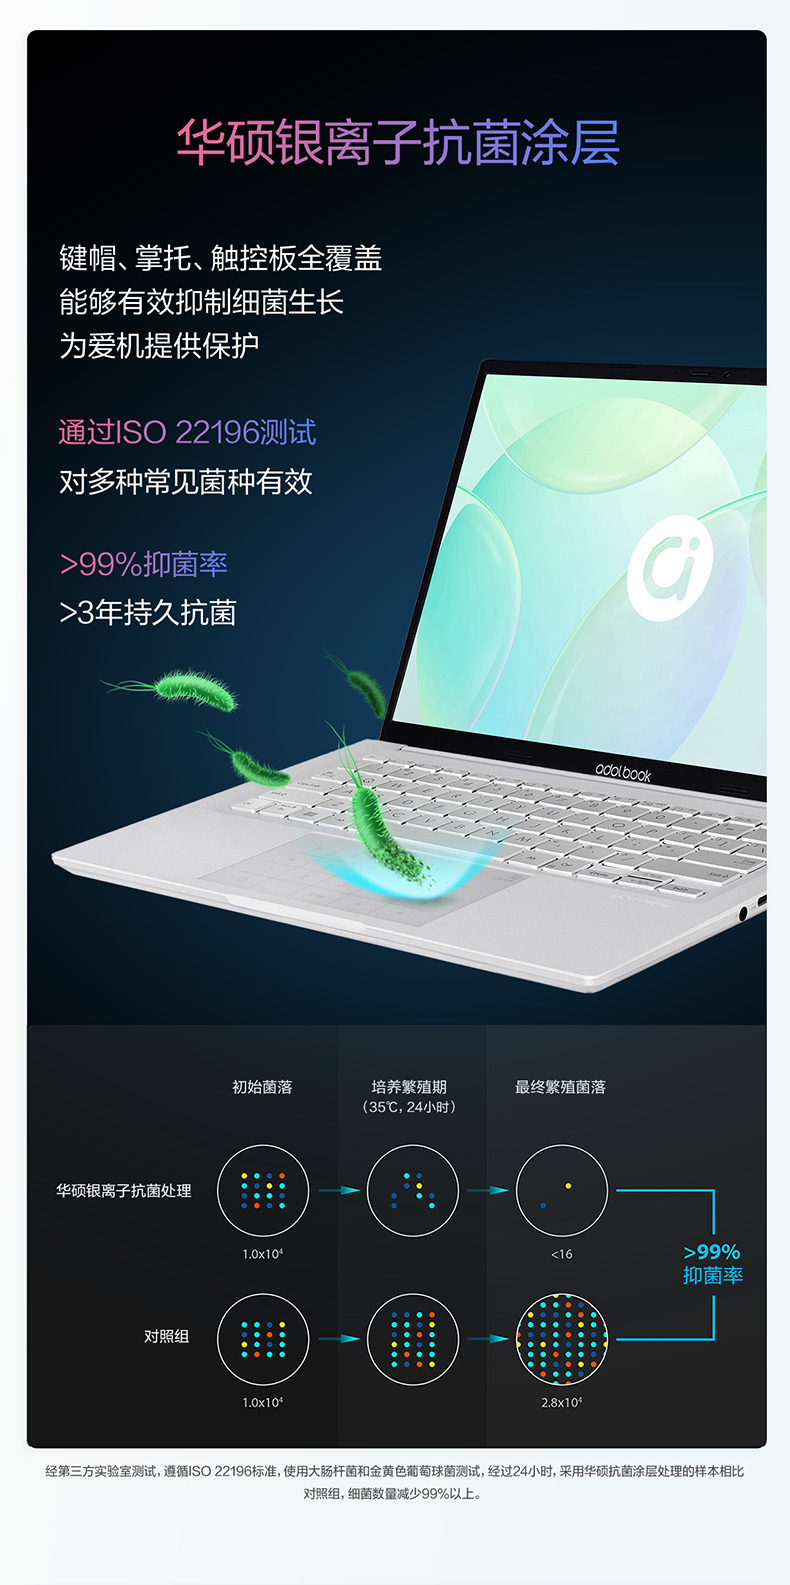 华硕银离子抗菌涂层
键帽、掌托、触控板全覆盖
能够有效抑制细菌生长
为爱机提供保护
通过ISO 22196测试
对多种常见菌种有效
>99%抑菌率
>3年持久抗菌
adolbook
初始菌落
培养繁殖期
（35℃, 24小时）
最终繁殖菌落
华硕银离子抗菌处理
1.0x10⁴
<16
>99%
抑菌率
对照组
1.0x10⁴
2.8x10⁴
经第三方实验室测试, 遵循ISO 22196标准, 使用大肠杆菌和金黄色葡萄球菌测试, 经过24小时, 采用华硕抗菌涂层处理的样本相比
对照组, 细菌数量减少99%以上。